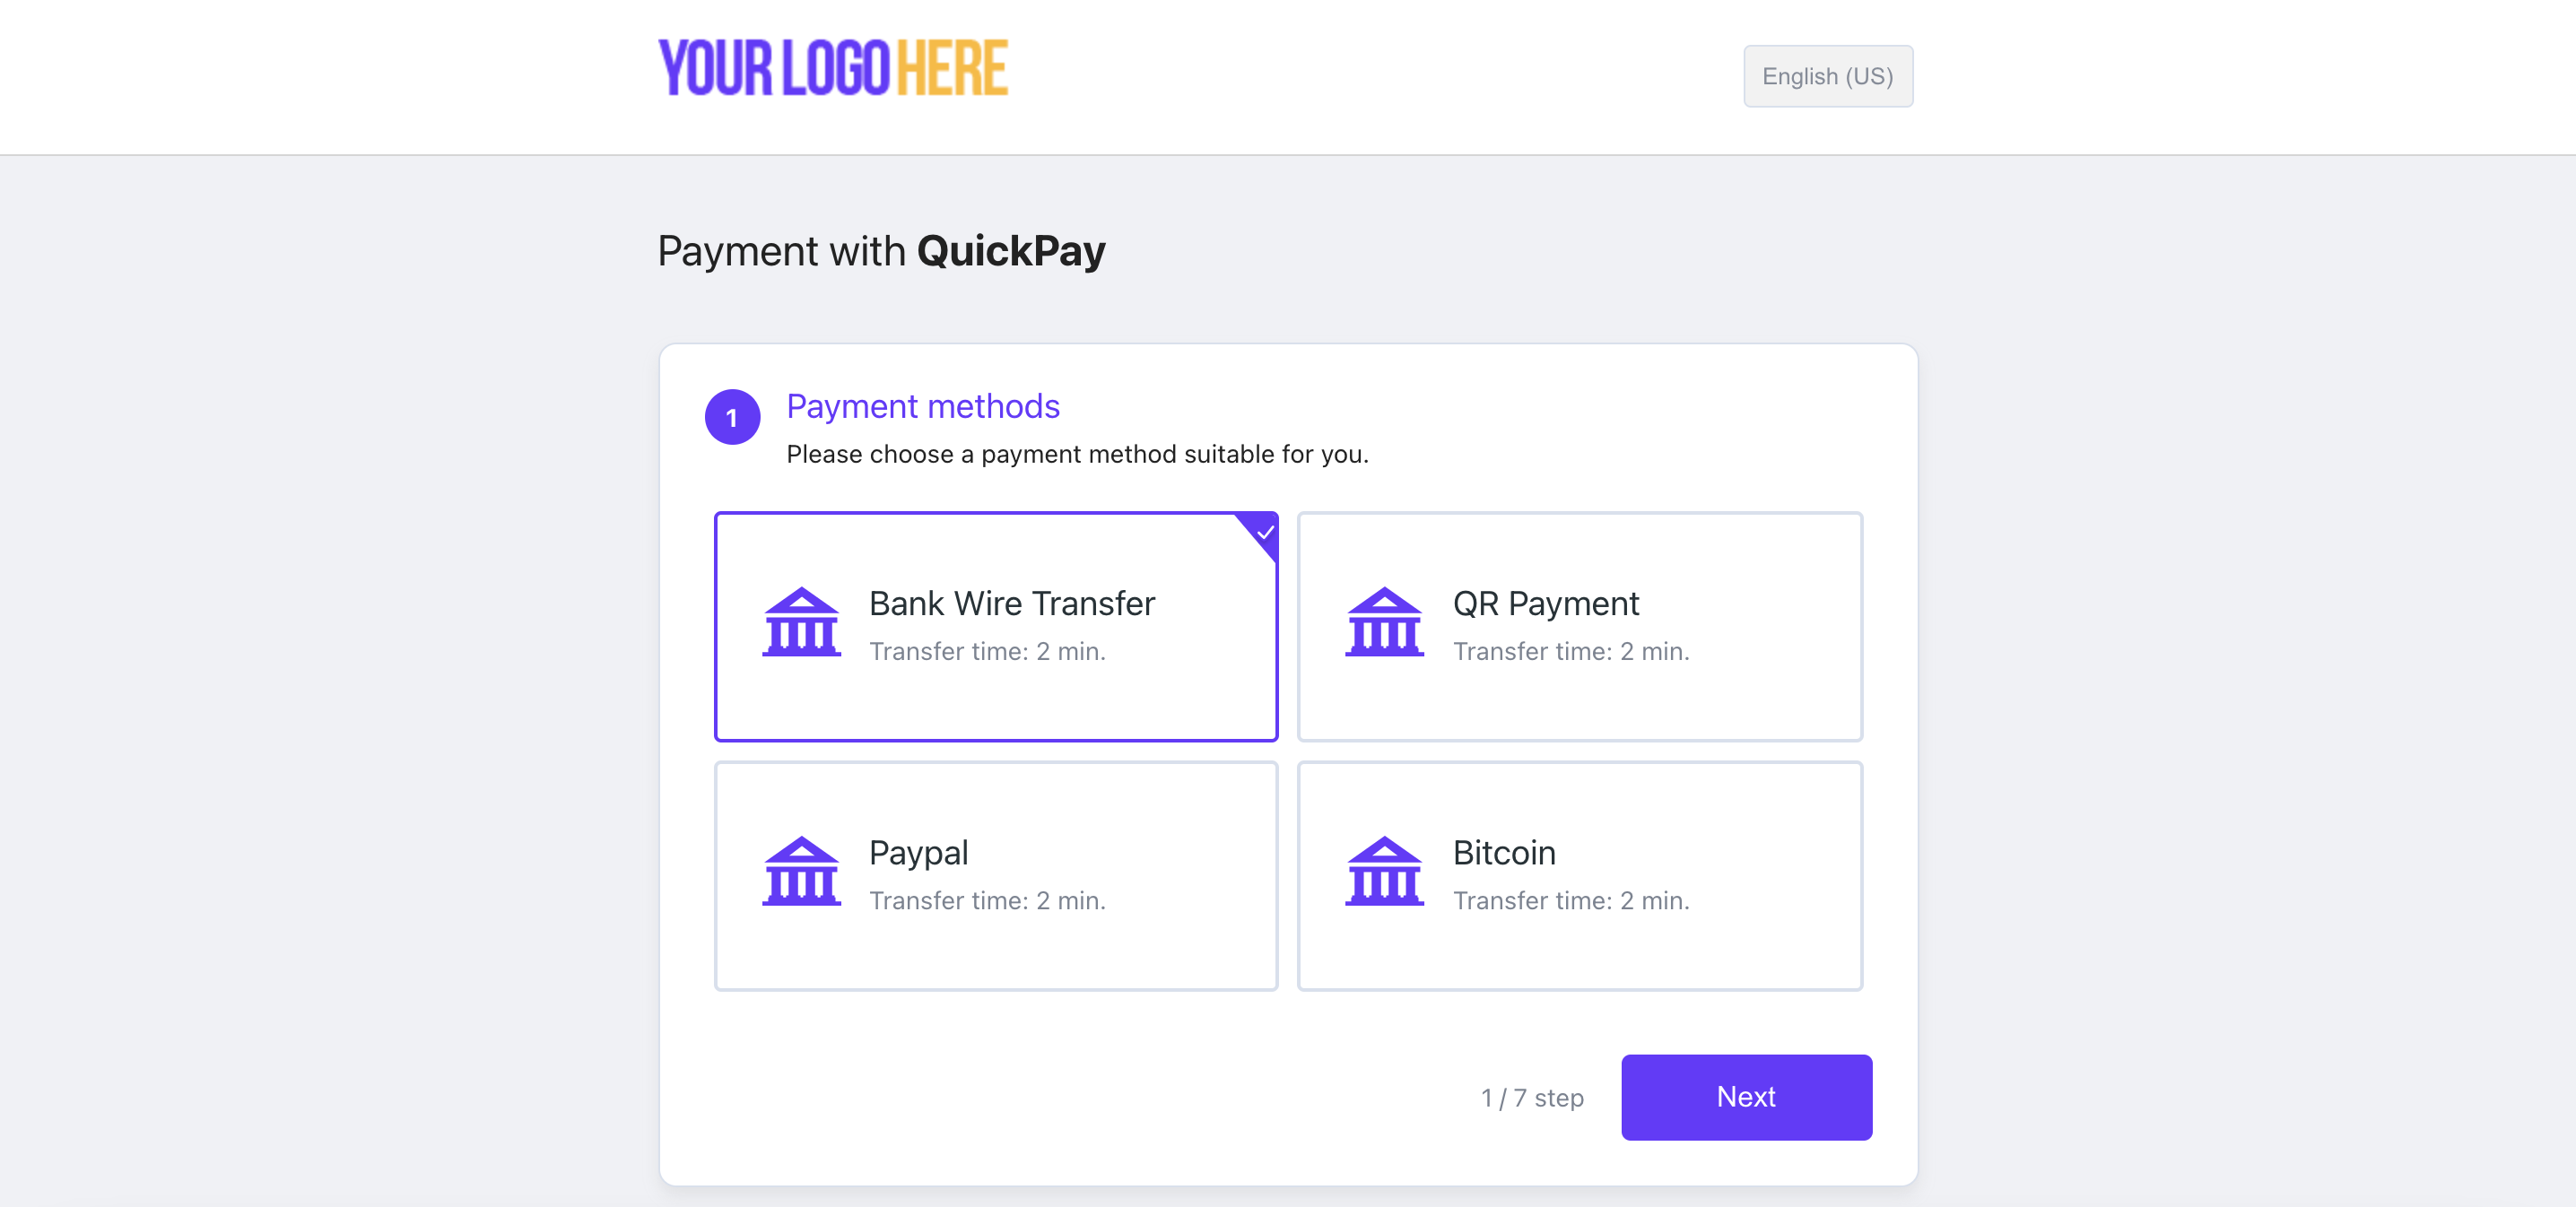 YOUR LOGO HERE
English (US)
Payment with QuickPay
1
Payment methods
Please choose a payment method suitable for you.
Bank Wire Transfer
Transfer time: 2 min.
QR Payment
Transfer time: 2 min.
Paypal
Transfer time: 2 min.
Bitcoin
Transfer time: 2 min.
1 / 7 step
Next